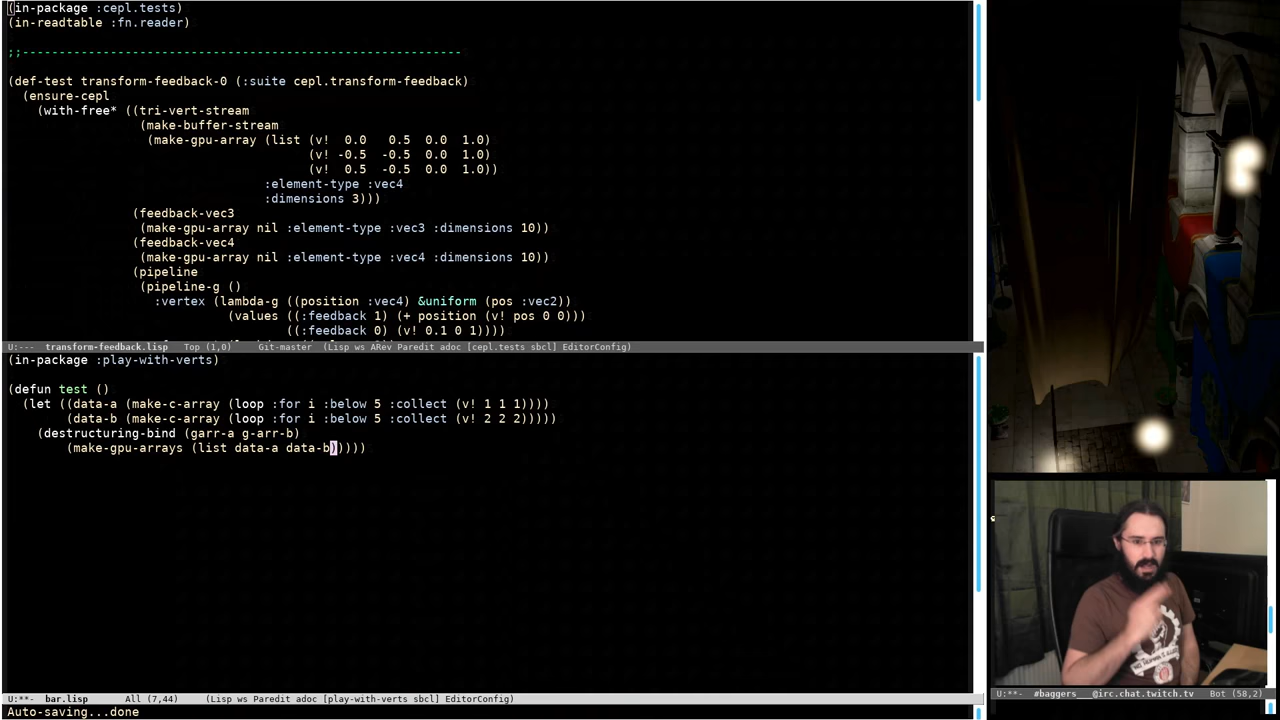 (in-package :cepl.tests)
(in-readtable :fn.reader)
;;------------------------------------------------------------
(def-test transform-feedback-0 (:suite cepl.transform-feedback)
  (ensure-cepl
    (with-free* ((tri-vert-stream
                  (make-buffer-stream
                   (make-gpu-array (list (v!  0.0   0.5  0.0  1.0)
                                         (v! -0.5  -0.5  0.0  1.0)
                                         (v!  0.5  -0.5  0.0  1.0))
                                   :element-type :vec4
                                   :dimensions 3)))
                 (feedback-vec3
                  (make-gpu-array nil :element-type :vec3 :dimensions 10))
                 (feedback-vec4
                  (make-gpu-array nil :element-type :vec4 :dimensions 10))
                 (pipeline
                  (pipeline-g ()
                    :vertex (lambda-g ((position :vec4) &uniform (pos :vec2))
                              (values ((:feedback 1) (+ position (v! pos 0 0)))
                                      ((:feedback 0) (v! 0.1 0 1))))
U:---  transform-feedback.lisp   Top (1,0)     Git-master  (Lisp ws ARev Paredit adoc [cepl.tests sbcl] EditorConfig)
(in-package :play-with-verts)
(defun test ()
  (let ((data-a (make-c-array (loop :for i :below 5 :collect (v! 1 1 1))))
        (data-b (make-c-array (loop :for i :below 5 :collect (v! 2 2 2)))))
    (destructuring-bind (garr-a g-arr-b)
        (make-gpu-arrays (list data-a data-b)))))
U:**-  bar.lisp      All (7,44)     (Lisp ws Paredit adoc [play-with-verts sbcl] EditorConfig)
Auto-saving...done
U:**-  #baggers___@irc.chat.twitch.tv   Bot (58,2)